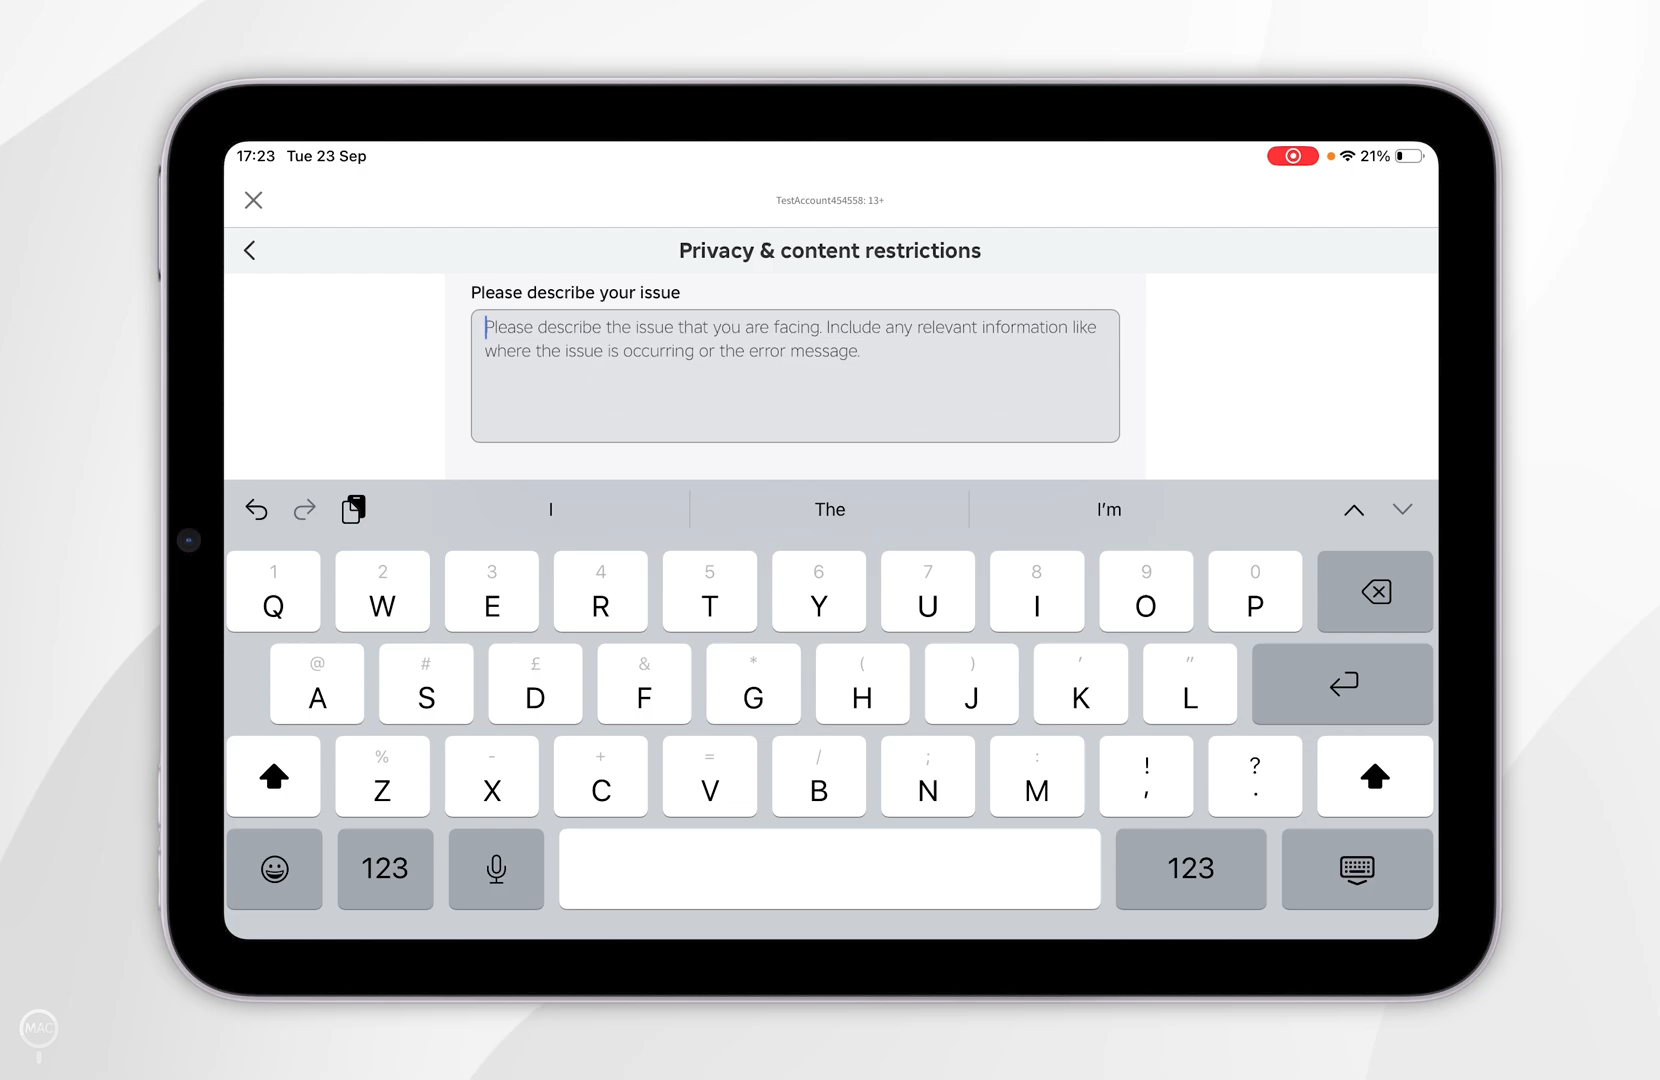 17:23 Tue 23 Sep 21%
TestAccount454558: 13+
Privacy & content restrictions
Please describe your issue
Please describe the issue that you are facing. Include any relevant information like
where the issue is occurring or the error message.
I The I'm
1 2 3 4 5 6 7 8 9 0
Q W E R T Y U I O P
@ # £ & * ( ) ' "
A S D F G H J K L
% - + = / ; : ! ?
Z X C V B N M , .
123 123
MAC